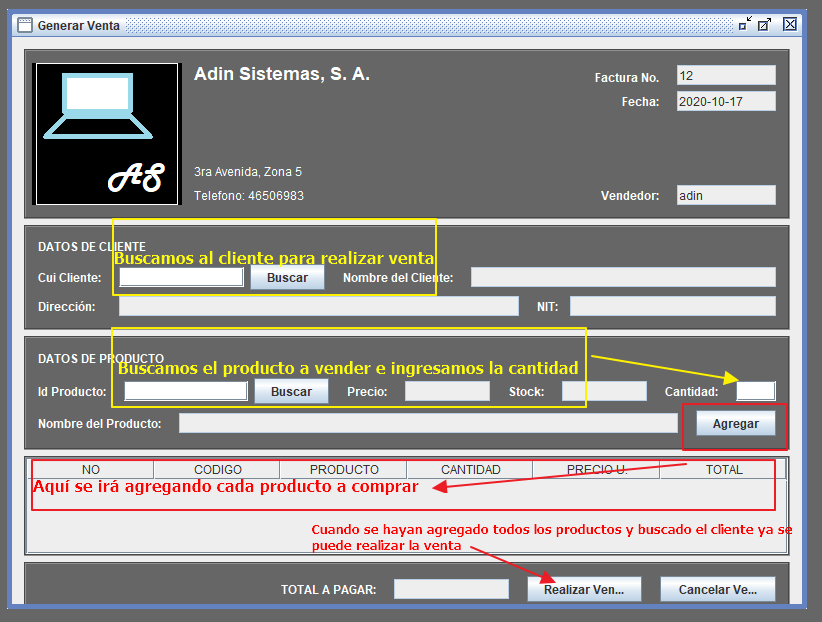 Generar Venta
Adin Sistemas, S. A.
Factura No. 12
Fecha: 2020-10-17
AS
3ra Avenida, Zona 5
Telefono: 46506983
Vendedor: adin
DATOS DE CLIENTE
Buscamos al cliente para realizar venta
Cui Cliente: Buscar Nombre del Cliente:
Dirección: NIT:
DATOS DE PRODUCTO
Buscamos el producto a vender e ingresamos la cantidad
Id Producto: Buscar Precio: Stock: Cantidad:
Nombre del Producto: Agregar
NO CODIGO PRODUCTO CANTIDAD PRECIO U. TOTAL
Aquí se irá agregando cada producto a comprar
Cuando se hayan agregado todos los productos y buscado el cliente ya se
puede realizar la venta
TOTAL A PAGAR: Realizar Ven... Cancelar Ve...